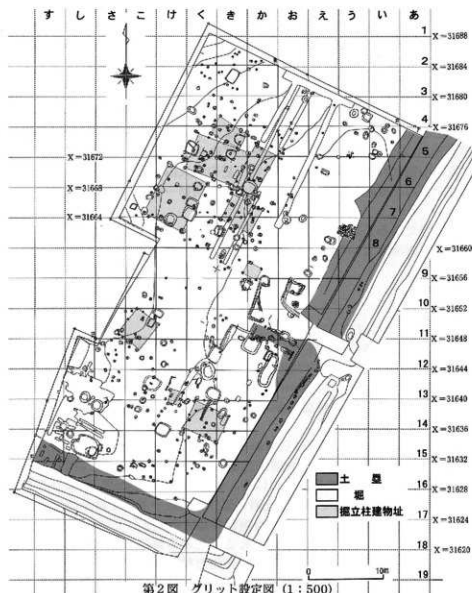 す し さ こ け く き か お え う い あ
1 X=31688
2 X=31684
3 X=31680
4 X=31676
X=31672 5
X=31668 6
X=31664 7
8 X=31660
9 X=31656
10 X=31652
11 X=31648
12 X=31644
13 X=31640
14 X=31636
15 X=31632
16 X=31628
17 X=31624
18 X=31620
19
土 塁
堀
掘立柱建物址
0 10m
第2図 グリット設定図 (1:500)